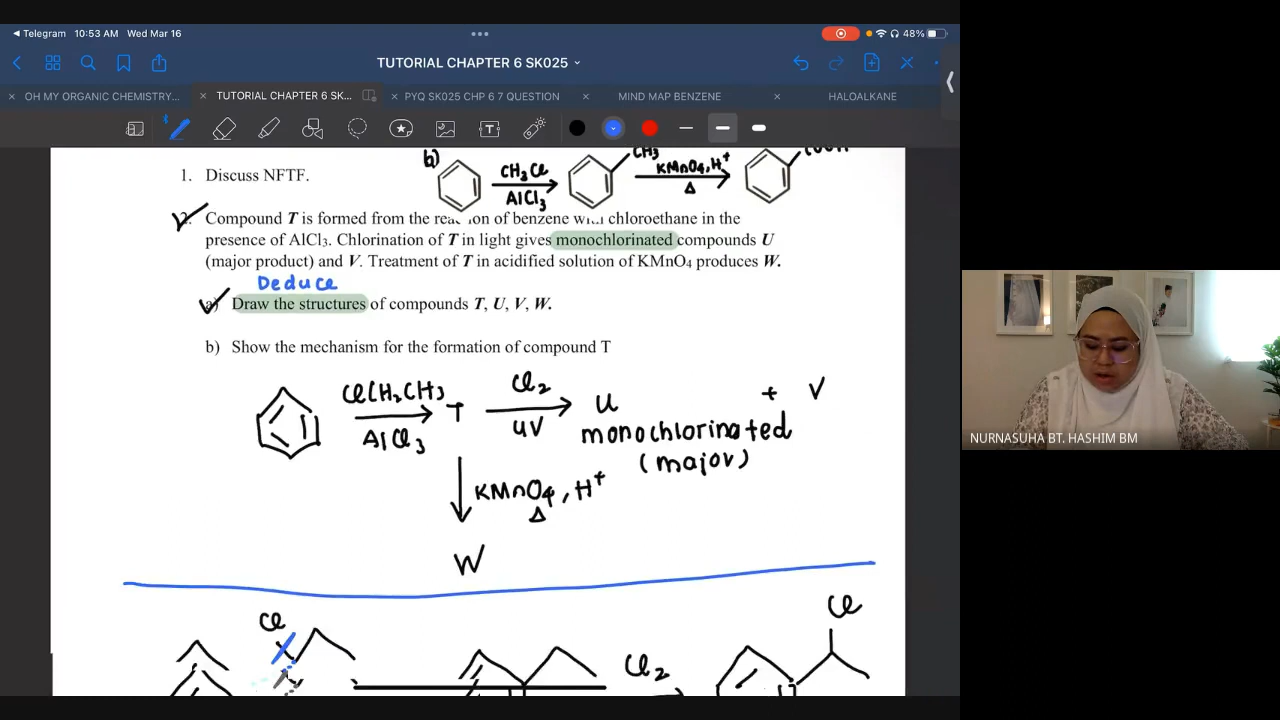 Telegram 10:53 AM Wed Mar 16
48%
TUTORIAL CHAPTER 6 SK025
OH MY ORGANIC CHEMISTRY...
TUTORIAL CHAPTER 6 SK...
PYQ SK025 CHP 6 7 QUESTION
MIND MAP BENZENE
HALOALKANE
b) CH3Cl AlCl3 CH3 KMnO4, H+ Δ COOH
1. Discuss NFTF.
2. Compound T is formed from the of benzene with chloroethane in the
presence of AlCl3. Chlorination of T in light gives monochlorinated compounds U
(major product) and V. Treatment of T in acidified solution of KMnO4 produces W.
Deduce
a) Draw the structures of compounds T, U, V, W.
b) Show the mechanism for the formation of compound T
ClCH2CH3 AlCl3 T Cl2 UV U + V
monochlorinated
(major)
KMnO4, H+
Δ
W
Cl
Cl
Cl2
NURNASUHA BT. HASHIM BM